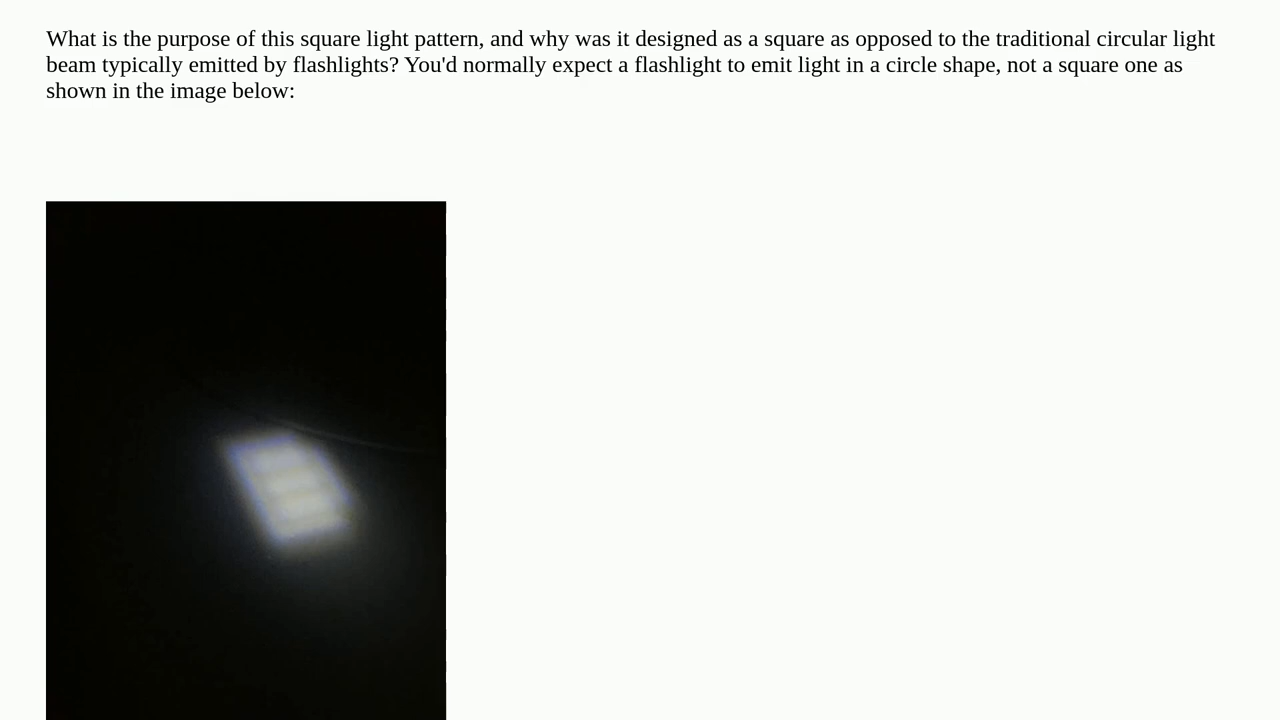 What is the purpose of this square light pattern, and why was it designed as a square as opposed to the traditional circular light
beam typically emitted by flashlights? You'd normally expect a flashlight to emit light in a circle shape, not a square one as
shown in the image below: